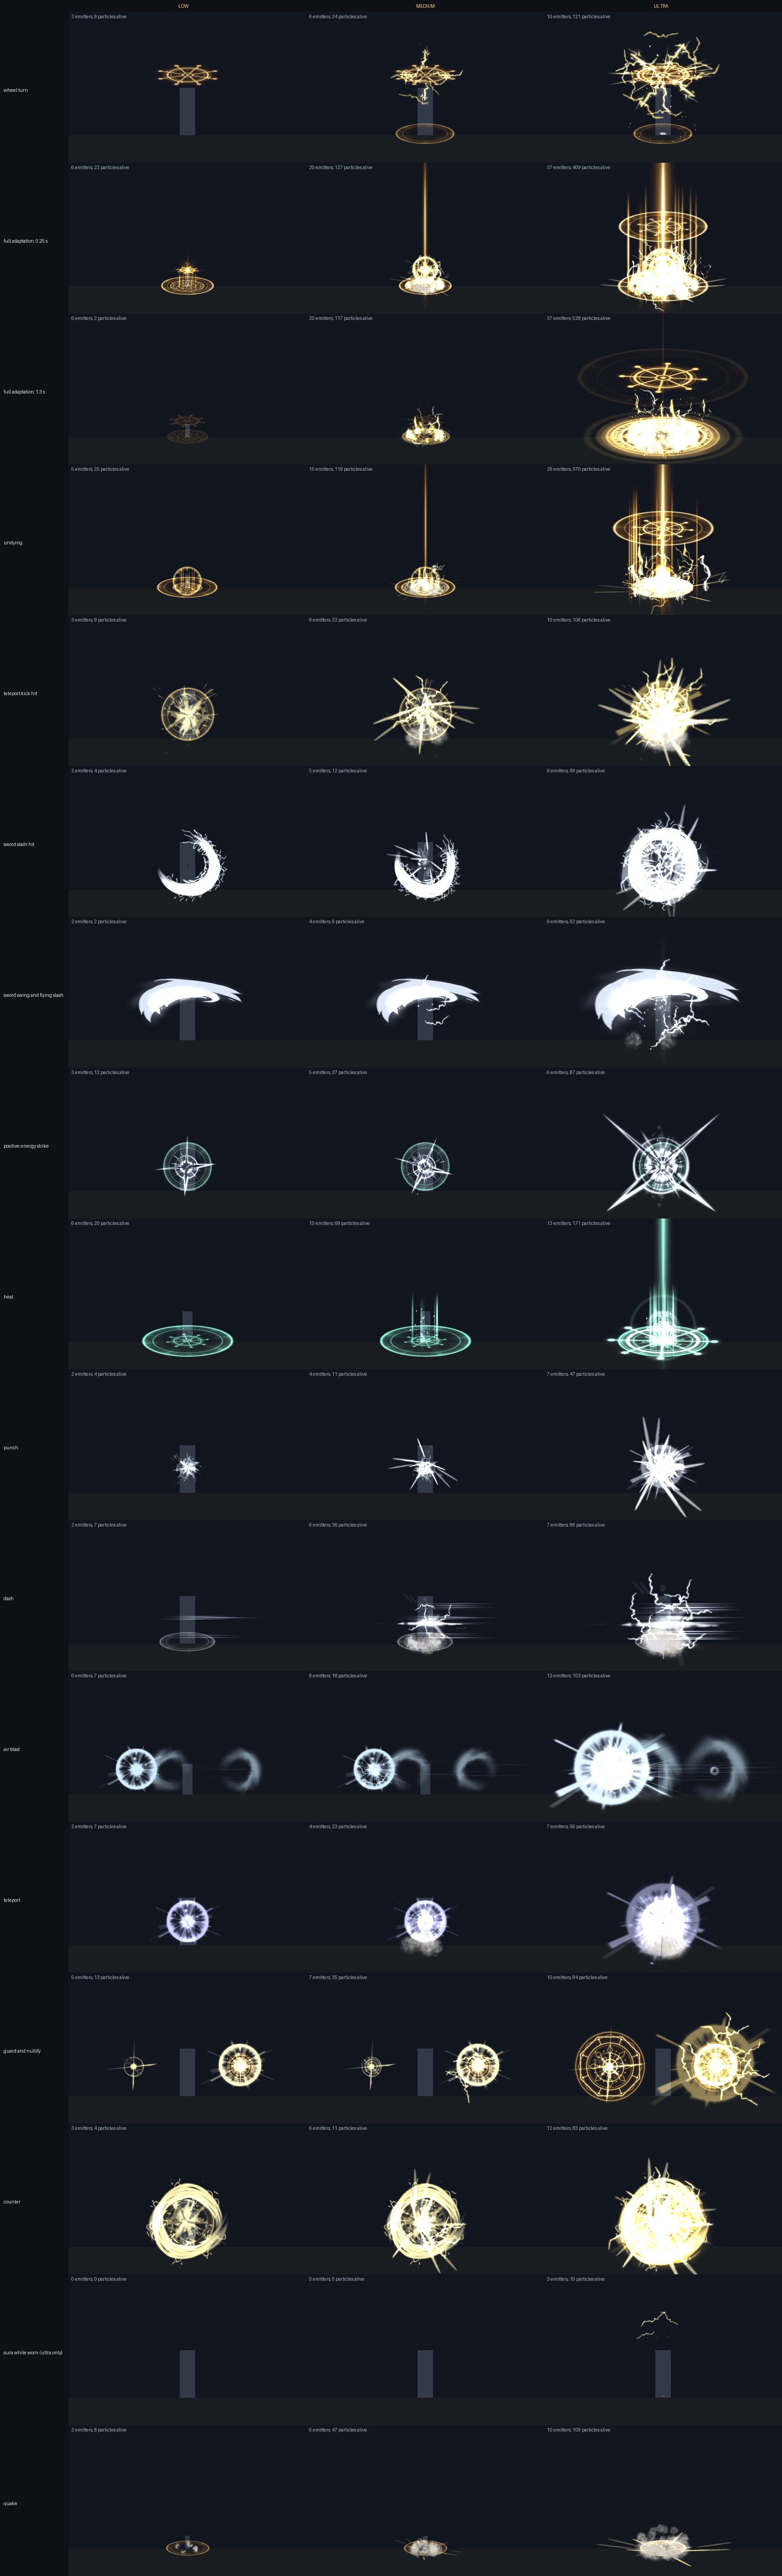 LOW MEDIUM ULTRA
2 emitters, 9 particles alive 6 emitters, 34 particles alive 10 emitters, 121 particles alive
wheel turn
6 emitters, 22 particles alive 20 emitters, 127 particles alive 37 emitters, 409 particles alive
full adaptation, 0.25 s
6 emitters, 2 particles alive 20 emitters, 117 particles alive 37 emitters, 528 particles alive
full adaptation, 1.3 s
5 emitters, 25 particles alive 15 emitters, 119 particles alive 29 emitters, 370 particles alive
undying
3 emitters, 9 particles alive 6 emitters, 33 particles alive 10 emitters, 106 particles alive
teleport kick hit
2 emitters, 4 particles alive 5 emitters, 12 particles alive 8 emitters, 69 particles alive
sword slash hit
2 emitters, 2 particles alive 4 emitters, 9 particles alive 9 emitters, 62 particles alive
sword swing and flying slash
3 emitters, 12 particles alive 5 emitters, 37 particles alive 6 emitters, 87 particles alive
positive energy strike
6 emitters, 20 particles alive 10 emitters, 69 particles alive 13 emitters, 171 particles alive
heal
2 emitters, 4 particles alive 4 emitters, 11 particles alive 7 emitters, 47 particles alive
punch
2 emitters, 7 particles alive 6 emitters, 36 particles alive 7 emitters, 86 particles alive
dash
6 emitters, 7 particles alive 8 emitters, 18 particles alive 13 emitters, 103 particles alive
air blast
2 emitters, 7 particles alive 4 emitters, 23 particles alive 7 emitters, particles alive
teleport
5 emitters, 13 particles alive 7 emitters, 35 particles alive 10 emitters, 84 particles alive
guard and nullify
3 emitters, 4 particles alive 6 emitters, 11 particles alive 12 emitters, 83 particles alive
counter
0 emitters, 0 particles alive 0 emitters, 0 particles alive 3 emitters, 10 particles alive
aura while worn (ultra only)
2 emitters, 8 particles alive 6 emitters, 47 particles alive 10 emitters, 109 particles alive
quake